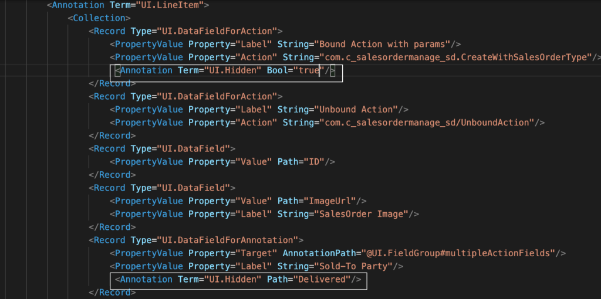 <Annotation Term="UI.LineItem">
<Collection>
<Record Type="UI.DataFieldForAction">
<PropertyValue Property="Label" String="Bound Action with params"/>
<PropertyValue Property="Action" String="com.c_salesordermanage_sd.CreateWithSalesOrderType"/>
<Annotation Term="UI.Hidden" Bool="true"/>
</Record>
<Record Type="UI.DataFieldForAction">
<PropertyValue Property="Label" String="Unbound Action"/>
<PropertyValue Property="Action" String="com.c_salesordermanage_sd/UnboundAction"/>
</Record>
<Record Type="UI.DataField">
<PropertyValue Property="Value" Path="ID"/>
</Record>
<Record Type="UI.DataField">
<PropertyValue Property="Value" Path="ImageUrl"/>
<PropertyValue Property="Label" String="SalesOrder Image"/>
</Record>
<Record Type="UI.DataFieldForAnnotation">
<PropertyValue Property="Target" AnnotationPath="@UI.FieldGroup#multipleActionFields"/>
<PropertyValue Property="Label" String="Sold-To Party"/>
<Annotation Term="UI.Hidden" Path="Delivered"/>
</Record>